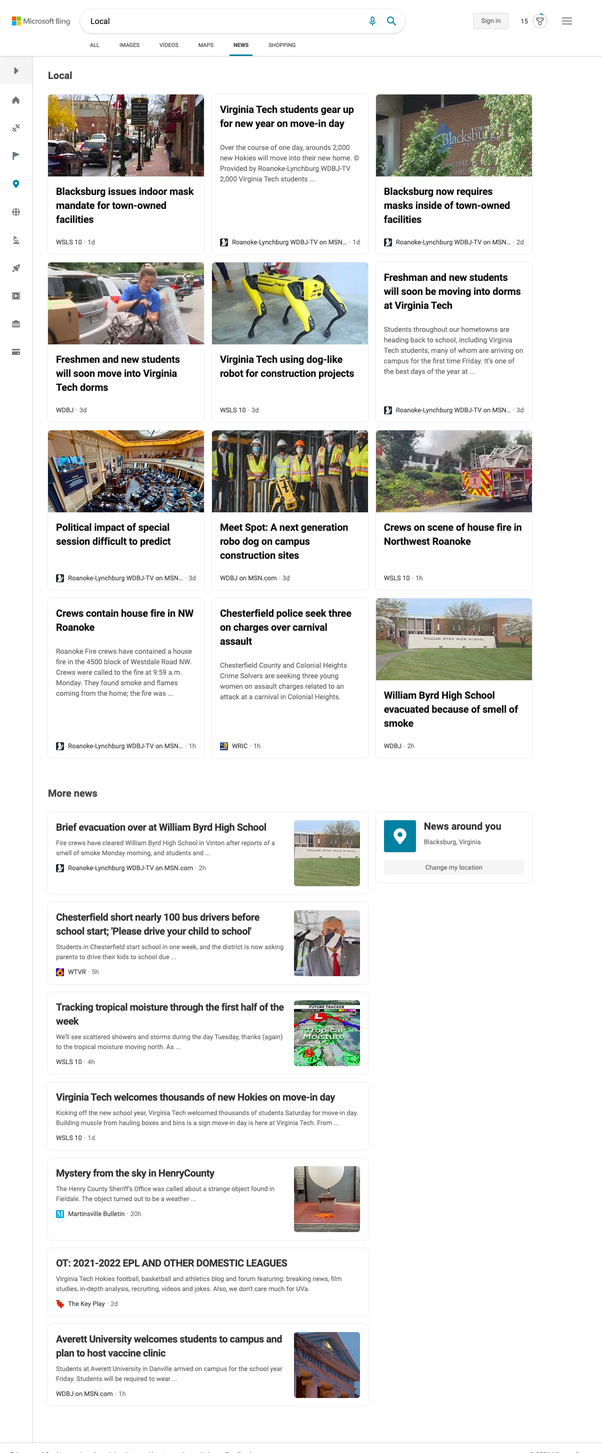 Microsoft Bing
Local
Sign in
15
ALL IMAGES VIDEOS MAPS NEWS SHOPPING
Local
Blacksburg issues indoor mask
mandate for town-owned
facilities
WSLS 10 · 1d
Virginia Tech students gear up
for new year on move-in day
Over the course of one day, arounds 2,000
new Hokies will move into their new home. ©
Provided by Roanoke-Lynchburg WDBJ-TV
2,000 Virginia Tech students ...
Roanoke-Lynchburg WDBJ-TV on MSN... · 1d
Blacksburg
Blacksburg now requires
masks inside of town-owned
facilities
Roanoke-Lynchburg WDBJ-TV on MSN... · 2d
Freshmen and new students
will soon move into Virginia
Tech dorms
WDBJ · 3d
Virginia Tech using dog-like
robot for construction projects
WSLS 10 · 3d
Freshman and new students
will soon be moving into dorms
at Virginia Tech
Students throughout our hometowns are
heading back to school, including Virginia
Tech students, many of whom are arriving on
campus for the first time Friday. It's one of
the best days of the year at ...
Roanoke-Lynchburg WDBJ-TV on MSN... · 3d
Political impact of special
session difficult to predict
Roanoke-Lynchburg WDBJ-TV on MSN... · 3d
Meet Spot: A next generation
robo dog on campus
construction sites
WDBJ on MSN.com · 3d
Crews on scene of house fire in
Northwest Roanoke
WSLS 10 · 1h
Crews contain house fire in NW
Roanoke
Roanoke Fire crews have contained a house
fire in the 4500 block of Westdale Road NW.
Crews were called to the fire at 9:59 a.m.
Monday. They found smoke and flames
coming from the home; the fire was ...
Roanoke-Lynchburg WDBJ-TV on MSN... · 1h
Chesterfield police seek three
on charges over carnival
assault
Chesterfield County and Colonial Heights
Crime Solvers are seeking three young
women on assault charges related to an
attack at a carnival in Colonial Heights.
WRIC · 1h
WILLIAM BYRD HIGH SCHOOL
William Byrd High School
evacuated because of smell of
smoke
WDBJ · 2h
More news
Brief evacuation over at William Byrd High School
Fire crews have cleared William Byrd High School in Vinton after reports of a
smell of smoke Monday morning, and students and ...
Roanoke-Lynchburg WDBJ-TV on MSN.com · 2h
WILLIAM BYRD HIGH SCHOOL
News around you
Blacksburg, Virginia
Change my location
Chesterfield short nearly 100 bus drivers before
school start; 'Please drive your child to school'
Students in Chesterfield start school in one week, and the district is now asking
parents to drive their kids to school due ...
WTVR · 5h
Tracking tropical moisture through the first half of the
week
We'll see scattered showers and storms during the day Tuesday, thanks (again)
to the tropical moisture moving north. As ...
WSLS 10 · 4h
FUTURE TRACKER
Tropical
Moisture
Virginia Tech welcomes thousands of new Hokies on move-in day
Kicking off the new school year, Virginia Tech welcomed thousands of students Saturday for move-in day.
Building muscle from hauling boxes and bins is a sign move-in day is here at Virginia Tech. From ...
WSLS 10 · 1d
Mystery from the sky in HenryCounty
The Henry County Sheriff's Office was called about a strange object found in
Fieldale. The object turned out to be a weather ...
Martinsville Bulletin · 20h
OT: 2021-2022 EPL AND OTHER DOMESTIC LEAGUES
Virginia Tech Hokies football, basketball and athletics blog and forum featuring: breaking news, film
studies, in-depth analysis, recruiting, videos and jokes. Also, we don't care much for UVa.
The Key Play · 2d
Averett University welcomes students to campus and
plan to host vaccine clinic
Students at Averett University in Danville arrived on campus for the school year
Friday. Students will be required to wear ...
WDBJ on MSN.com · 1h